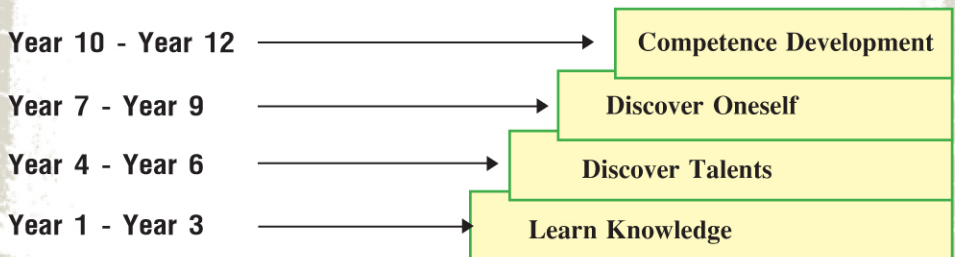 Year 10 - Year 12 Competence Development
Year 7 - Year 9 Discover Oneself
Year 4 - Year 6 Discover Talents
Year 1 - Year 3 Learn Knowledge